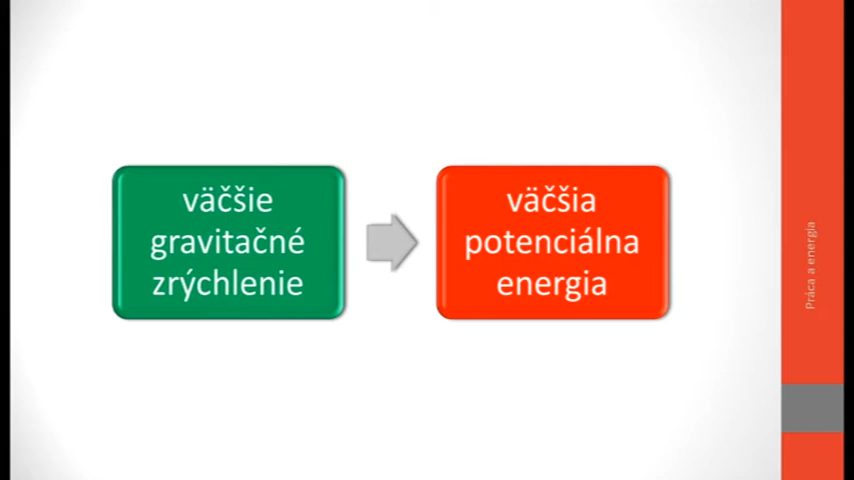 väčšie
gravitačné
zrýchlenie
väčšia
potenciálna
energia
Práca a energia